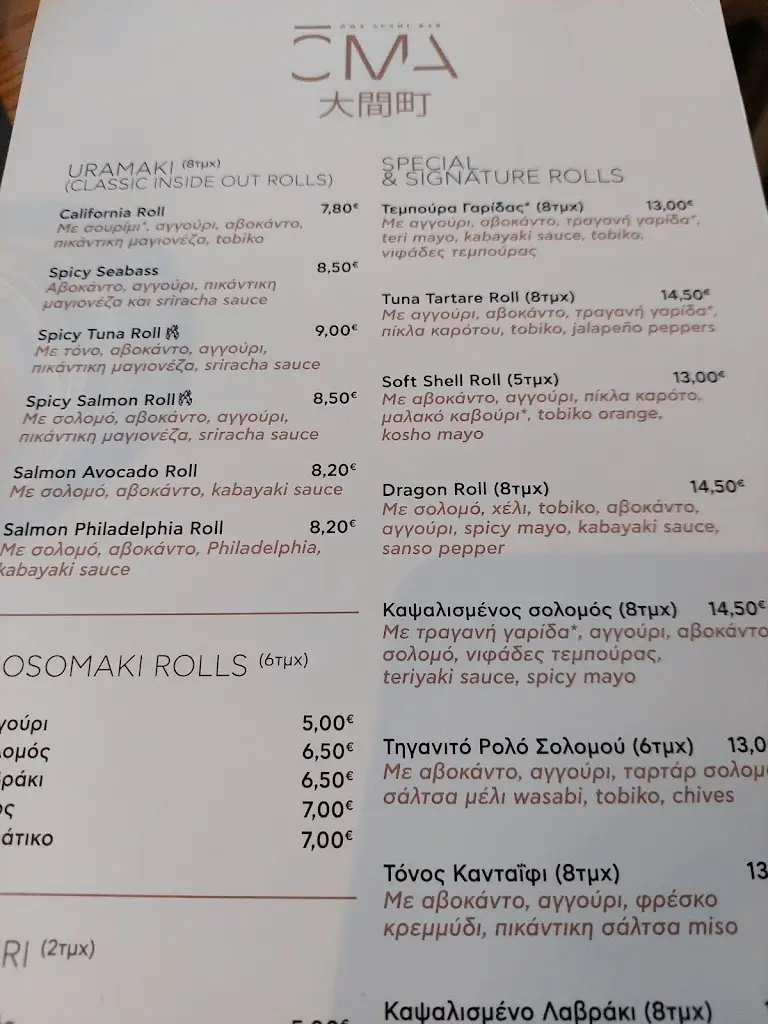 ŌMA
大間町
URAMAKI (8τμχ)
(CLASSIC INSIDE OUT ROLLS)
California Roll 7,80€
Με σουρίμι*, αγγούρι, αβοκάντο,
πικάντικη μαγιονέζα, tobiko
Spicy Seabass 8,50€
Αβοκάντο, αγγούρι, πικάντικη
μαγιονέζα και sriracha sauce
Spicy Tuna Roll 9,00€
Με τόνο, αβοκάντο, αγγούρι,
πικάντικη μαγιονέζα, sriracha sauce
Spicy Salmon Roll 8,50€
Με σολομό, αβοκάντο, αγγούρι,
πικάντικη μαγιονέζα, sriracha sauce
Salmon Avocado Roll 8,20€
Με σολομό, αβοκάντο, kabayaki sauce
Salmon Philadelphia Roll 8,20€
Με σολομό, αβοκάντο, Philadelphia,
kabayaki sauce
OSOMAKI ROLLS (6τμχ)
γούρι 5,00€
ομός 6,50€
ράκι 6,50€
ος 7,00€
άτικο 7,00€
RI (2τμχ)
SPECIAL
& SIGNATURE ROLLS
Τεμπούρα Γαρίδας* (8τμχ) 13,00€
Με αγγούρι, αβοκάντο, τραγανή γαρίδα*,
teri mayo, kabayaki sauce, tobiko,
νιφάδες τεμπούρας
Tuna Tartare Roll (8τμχ) 14,50€
Με αγγούρι, αβοκάντο, τραγανή γαρίδα*,
πίκλα καρότου, tobiko, jalapeño peppers
Soft Shell Roll (5τμχ) 13,00€
Με αβοκάντο, αγγούρι, πίκλα καρότο,
μαλακό καβούρι*, tobiko orange,
kosho mayo
Dragon Roll (8τμχ) 14,50€
Με σολομό, χέλι, tobiko, αβοκάντο,
αγγούρι, spicy mayo, kabayaki sauce,
sanso pepper
Καψαλισμένος σολομός (8τμχ) 14,50€
Με τραγανή γαρίδα*, αγγούρι, αβοκάντο
σολομό, νιφάδες τεμπούρας,
teriyaki sauce, spicy mayo
Τηγανιτό Ρολό Σολομού (6τμχ) 13,0
Με αβοκάντο, αγγούρι, ταρτάρ σολομ
σάλτσα μέλι wasabi, tobiko, chives
Τόνος Κανταΐφι (8τμχ) 13
Με αβοκάντο, αγγούρι, φρέσκο
κρεμμύδι, πικάντικη σάλτσα miso
Καψαλισμένο Λαβράκι (8τμχ)